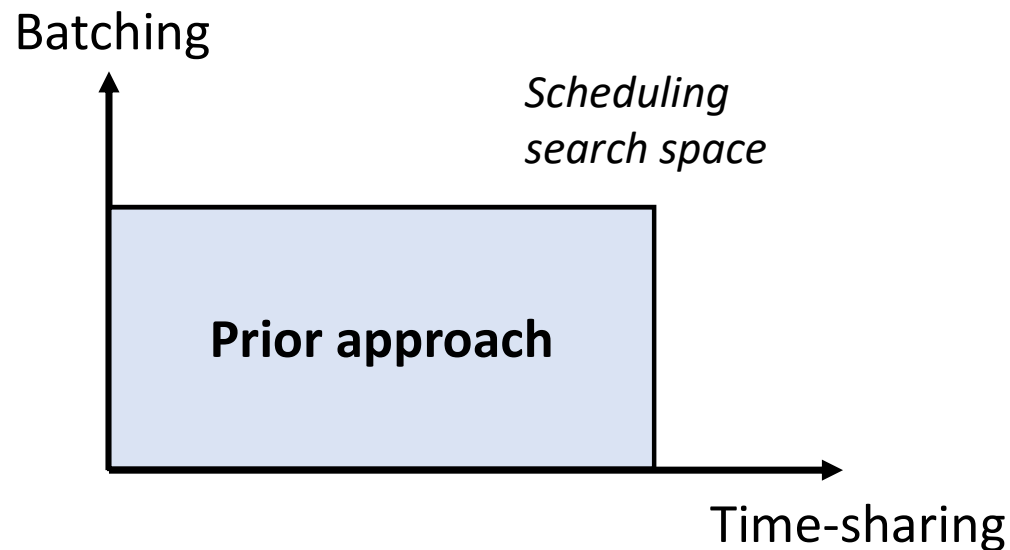 Batching
Scheduling
search space
Prior approach
Time-sharing